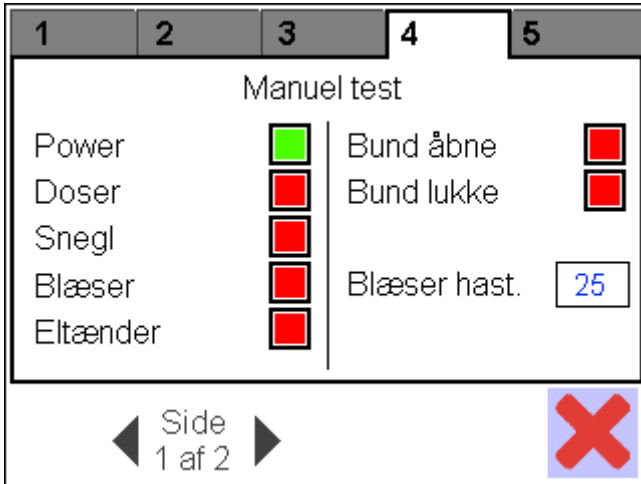 1 2 3 4 5
Manuel test
Power
Doser
Snegl
Blæser
Eltænder
Bund åbne
Bund lukke
Blæser hast. 25
Side
1 af 2